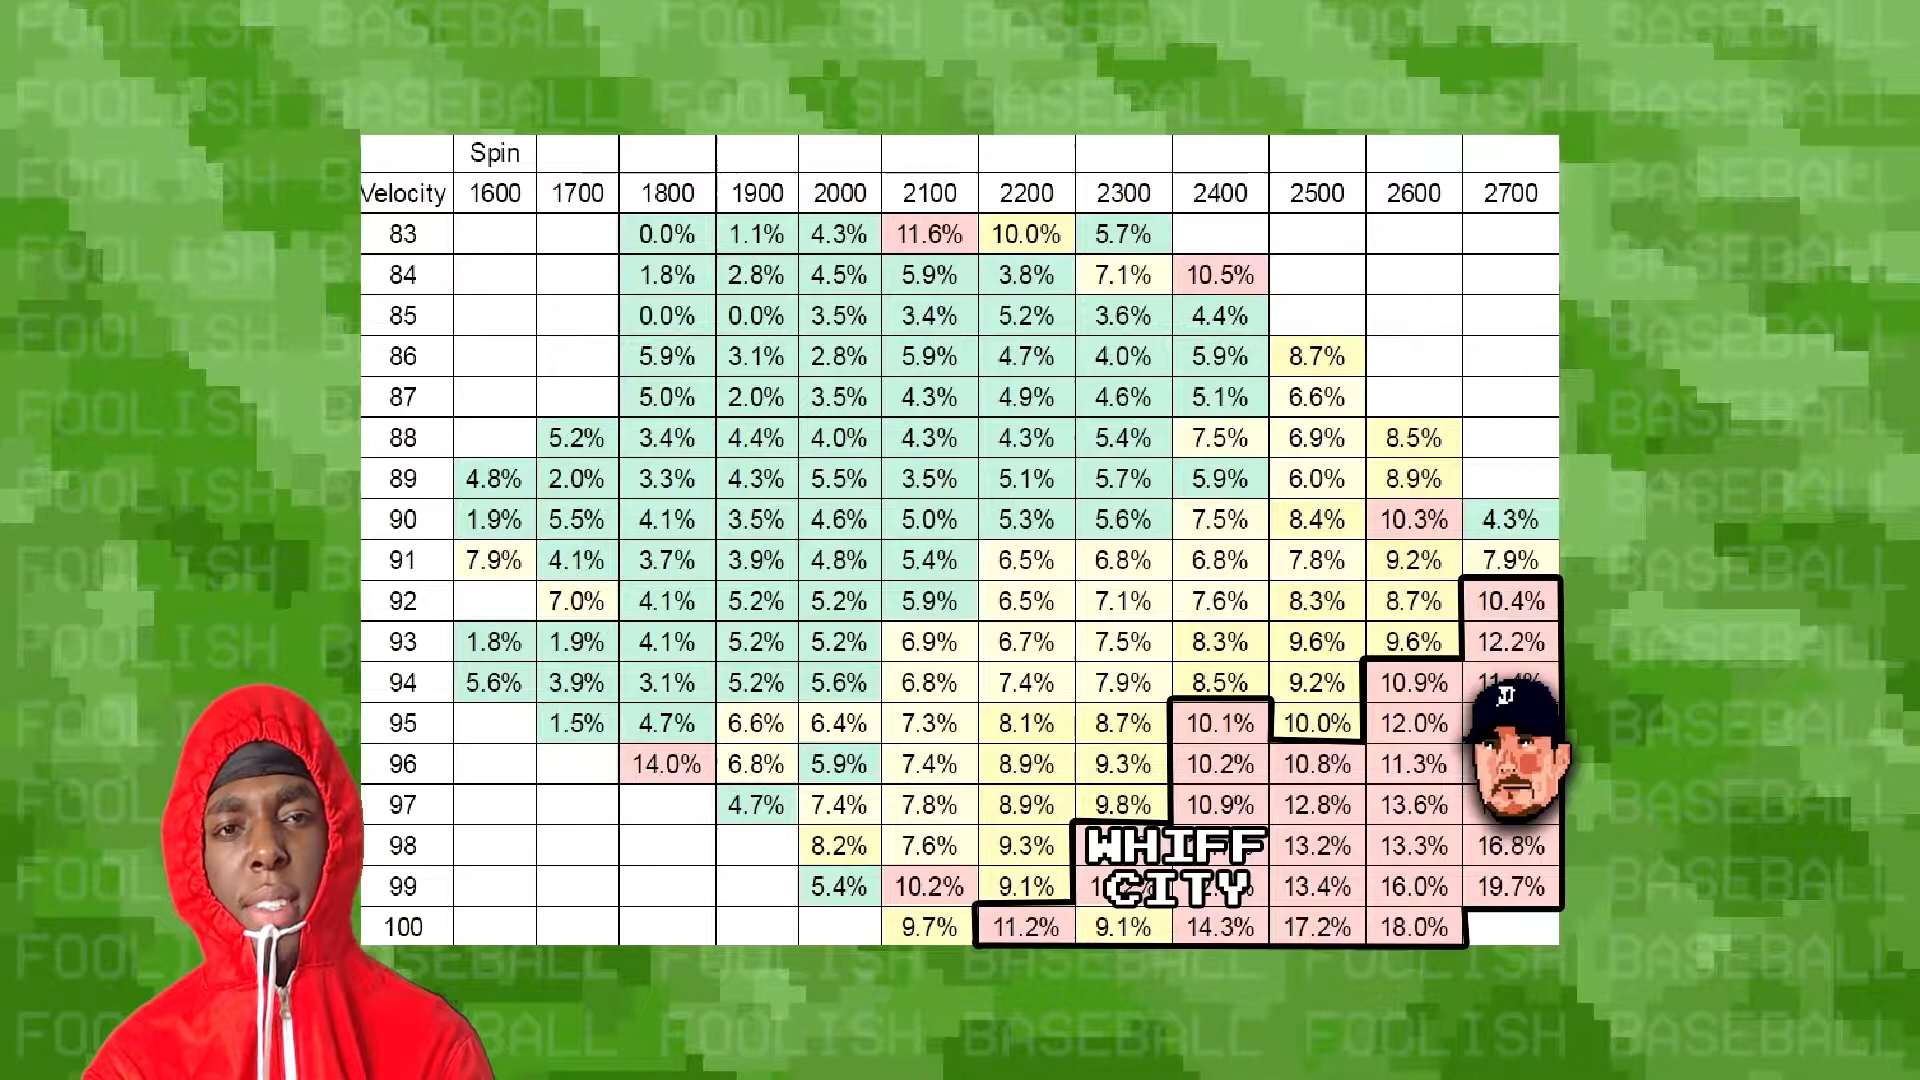 FOOLISH BASEBALL FOOLISH BASEBALL FOOLISH BASEBALL
Spin
Velocity 1600 1700 1800 1900 2000 2100 2200 2300 2400 2500 2600 2700
83 0.0% 1.1% 4.3% 11.6% 10.0% 5.7%
84 1.8% 2.8% 4.5% 5.9% 3.8% 7.1% 10.5%
85 0.0% 0.0% 3.5% 3.4% 5.2% 3.6% 4.4%
86 5.9% 3.1% 2.8% 5.9% 4.7% 4.0% 5.9% 8.7%
87 5.0% 2.0% 3.5% 4.3% 4.9% 4.6% 5.1% 6.6%
88 5.2% 3.4% 4.4% 4.0% 4.3% 4.3% 5.4% 7.5% 6.9% 8.5%
89 4.8% 2.0% 3.3% 4.3% 5.5% 3.5% 5.1% 5.7% 5.9% 6.0% 8.9%
90 1.9% 5.5% 4.1% 3.5% 4.6% 5.0% 5.3% 5.6% 7.5% 8.4% 10.3% 4.3%
91 7.9% 4.1% 3.7% 3.9% 4.8% 5.4% 6.5% 6.8% 6.8% 7.8% 9.2% 7.9%
92 7.0% 4.1% 5.2% 5.2% 5.9% 6.5% 7.1% 7.6% 8.3% 8.7% 10.4%
93 1.8% 1.9% 4.1% 5.2% 5.2% 6.9% 6.7% 7.5% 8.3% 9.6% 9.6% 12.2%
94 5.6% 3.9% 3.1% 5.2% 5.6% 6.8% 7.4% 7.9% 8.5% 9.2% 10.9%
95 1.5% 4.7% 6.6% 6.4% 7.3% 8.1% 8.7% 10.1% 10.0% 12.0%
96 14.0% 6.8% 5.9% 7.4% 8.9% 9.3% 10.2% 10.8% 11.3%
97 4.7% 7.4% 7.8% 8.9% 9.8% 10.9% 12.8% 13.6%
98 8.2% 7.6% 9.3% WHIFF 13.2% 13.3% 16.8%
99 5.4% 10.2% 9.1% CITY 13.4% 16.0% 19.7%
100 9.7% 11.2% 9.1% 14.3% 17.2% 18.0%